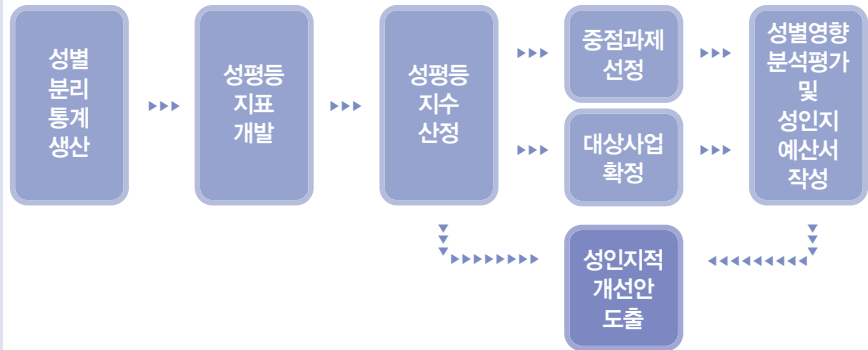 성별
분리
통계
생산
성평등
지표
개발
성평등
지수
산정
중점과제
선정
대상사업
확정
성별영향
분석평가
및
성인지
예산서
작성
성인지적
개선안
도출